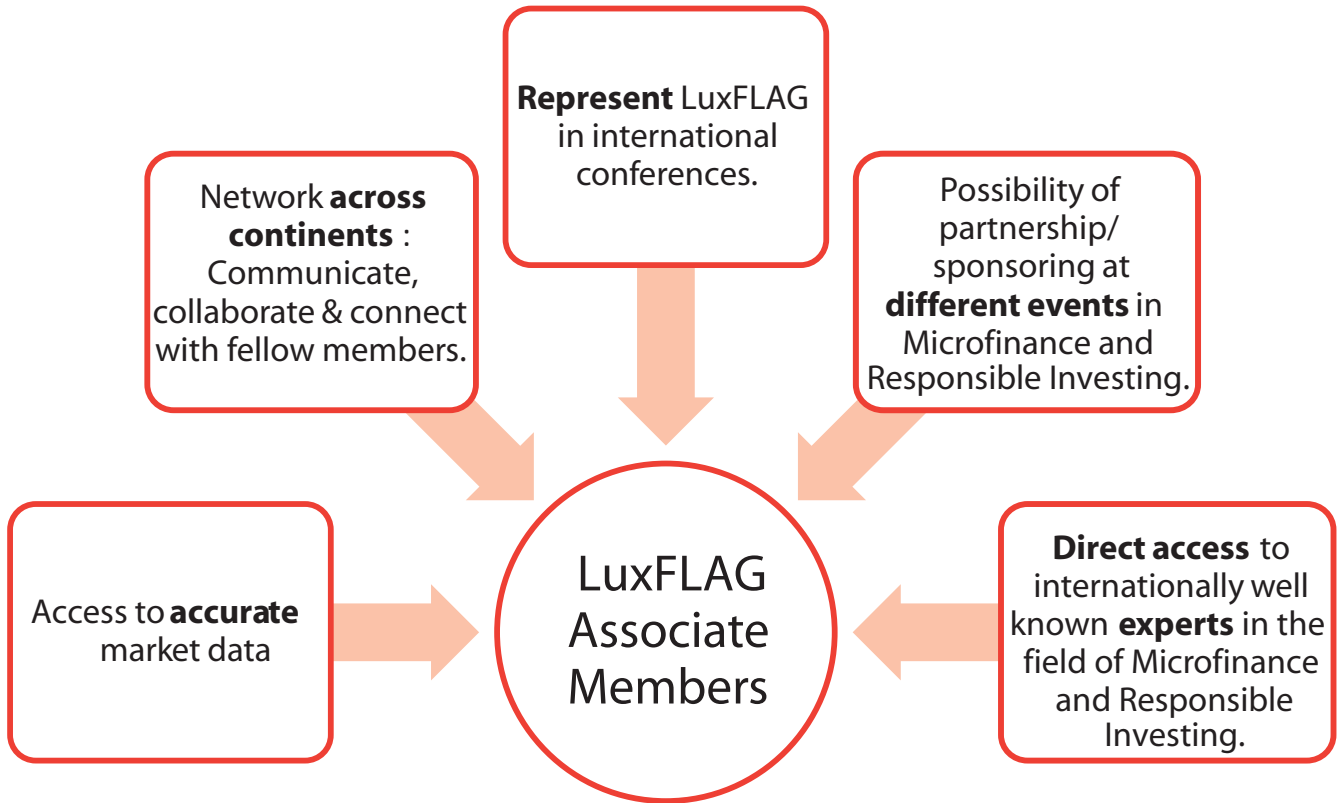 Represent LuxFLAG
in international
conferences.
Network across
continents :
Communicate,
collaborate & connect
with fellow members.
Possibility of
partnership/
sponsoring at
different events in
Microfinance and
Responsible Investing.
Access to accurate
market data
LuxFLAG
Associate
Members
Direct access to
internationally well
known experts in the
field of Microfinance
and Responsible
Investing.